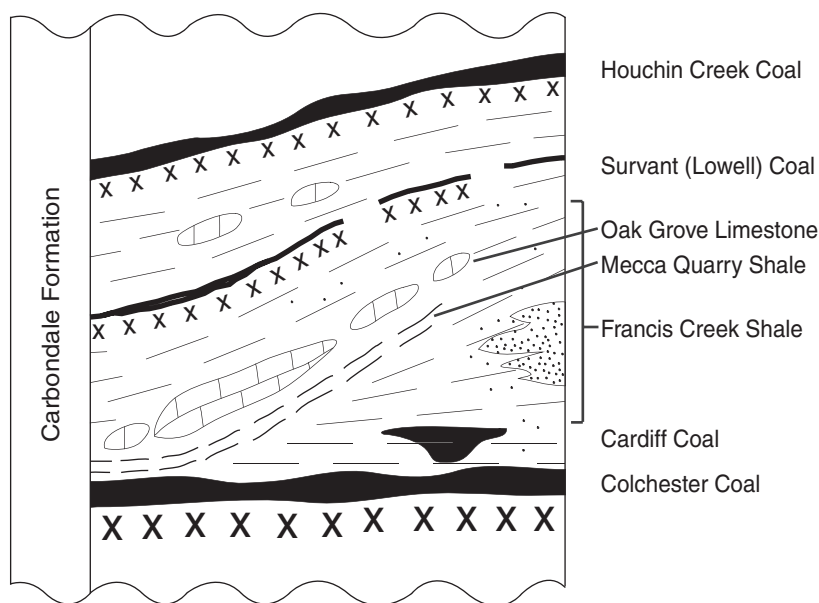 Carbondale Formation
Houchin Creek Coal
Survant (Lowell) Coal
Oak Grove Limestone
Mecca Quarry Shale
Francis Creek Shale
Cardiff Coal
Colchester Coal